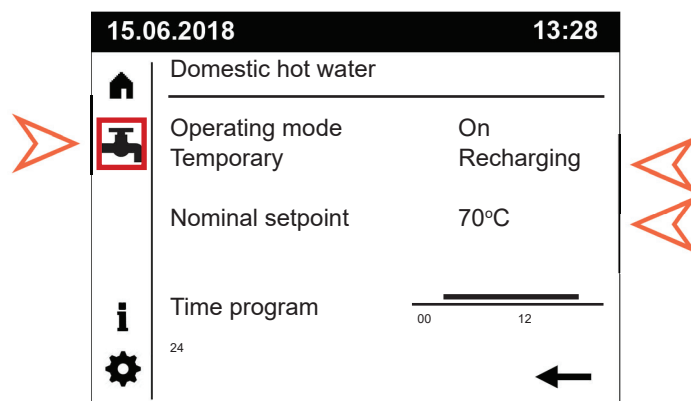 15.06.2018 13:28
Domestic hot water
Operating mode On
Temporary Recharging
Nominal setpoint 70°C
Time program
00 12
24